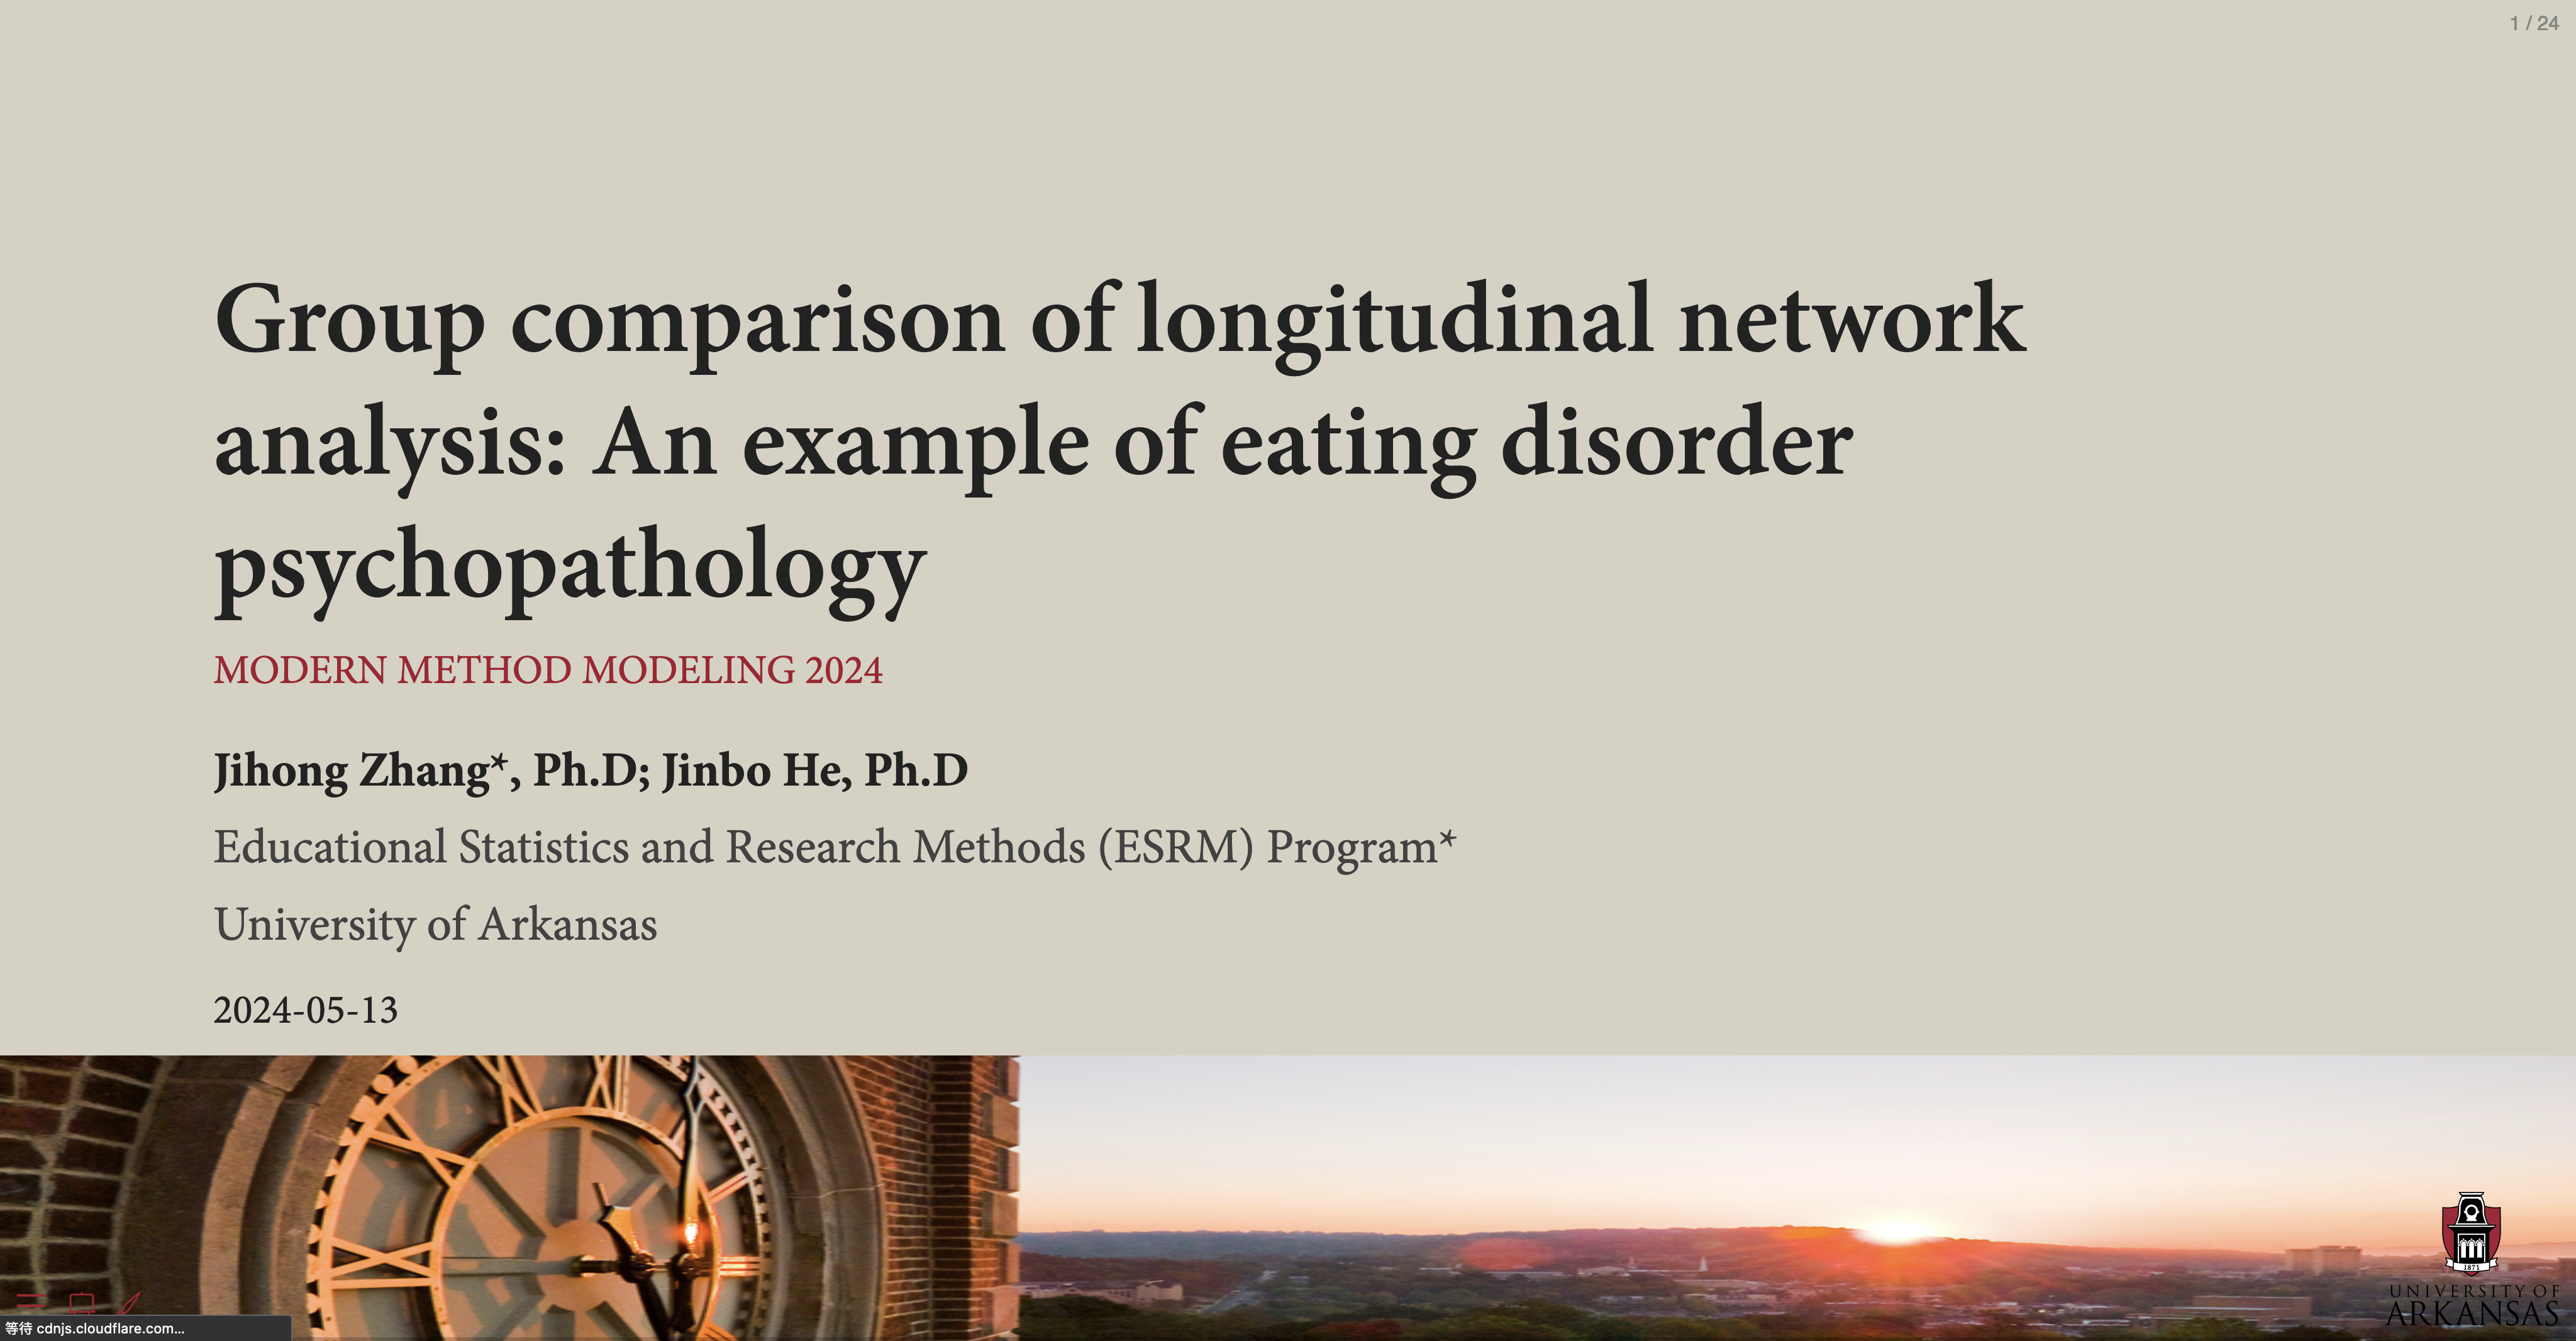 1 / 24
Group comparison of longitudinal network
analysis: An example of eating disorder
psychopathology
MODERN METHOD MODELING 2024
Jihong Zhang*, Ph.D; Jinbo He, Ph.D
Educational Statistics and Research Methods (ESRM) Program*
University of Arkansas
2024-05-13
1871
UNIVERSITY OF
ARKANSAS
等待 cdnjs.cloudflare.com...